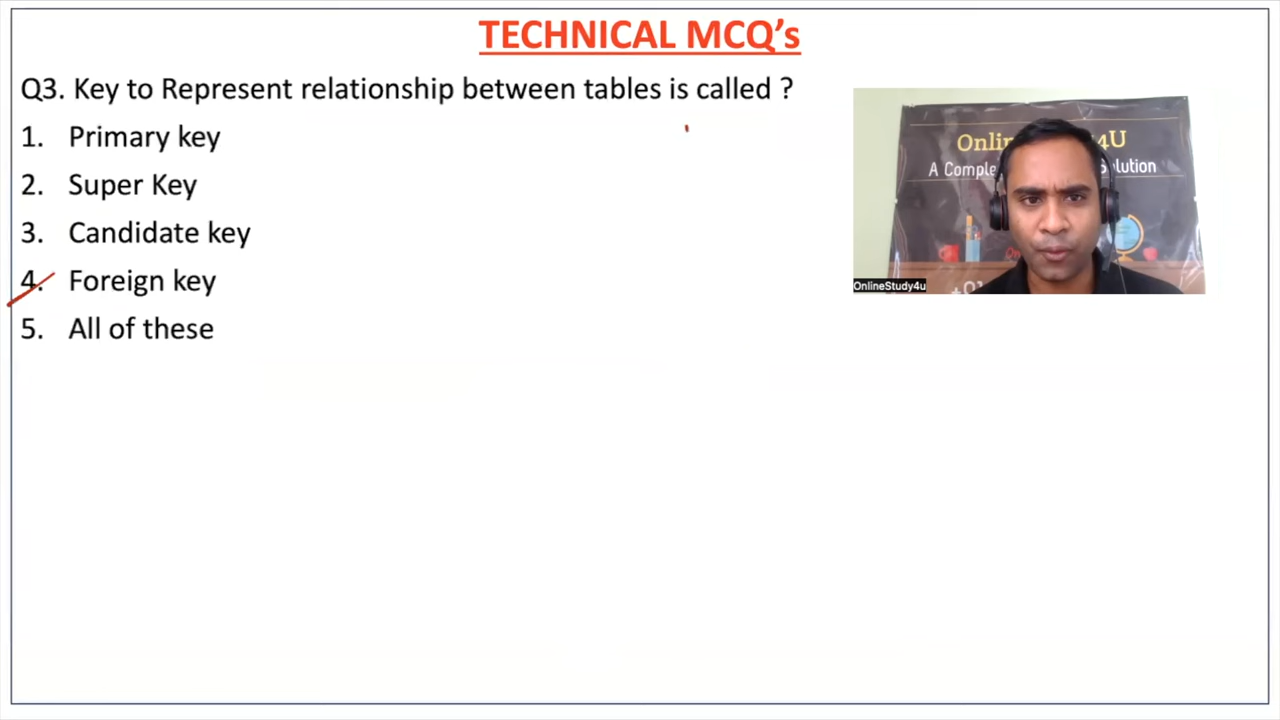 TECHNICAL MCQ’s
Q3. Key to Represent relationship between tables is called ?
1. Primary key
2. Super Key
3. Candidate key
4. Foreign key
5. All of these
4U
A Comple
OnlineStudy4u